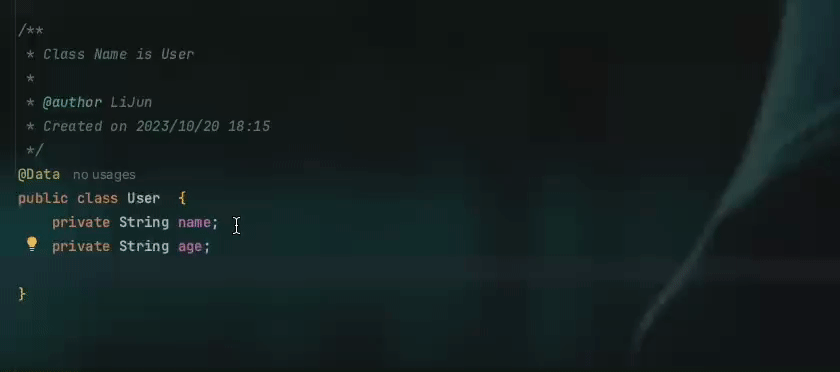 /**
* Class Name is User
*
* @author LiJun
* Created on 2023/10/20 18:15
*/
@Data no usages
public class User {
private String name;
private String age;
}